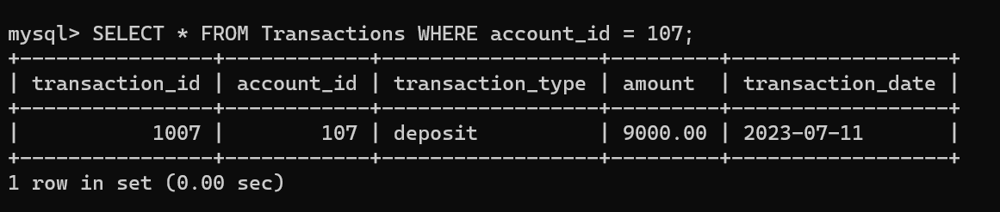 mysql> SELECT * FROM Transactions WHERE account_id = 107;
+----------------+------------+------------------+---------+------------------+
| transaction_id | account_id | transaction_type | amount  | transaction_date |
+----------------+------------+------------------+---------+------------------+
|           1007 |        107 | deposit          | 9000.00 | 2023-07-11       |
+----------------+------------+------------------+---------+------------------+
1 row in set (0.00 sec)